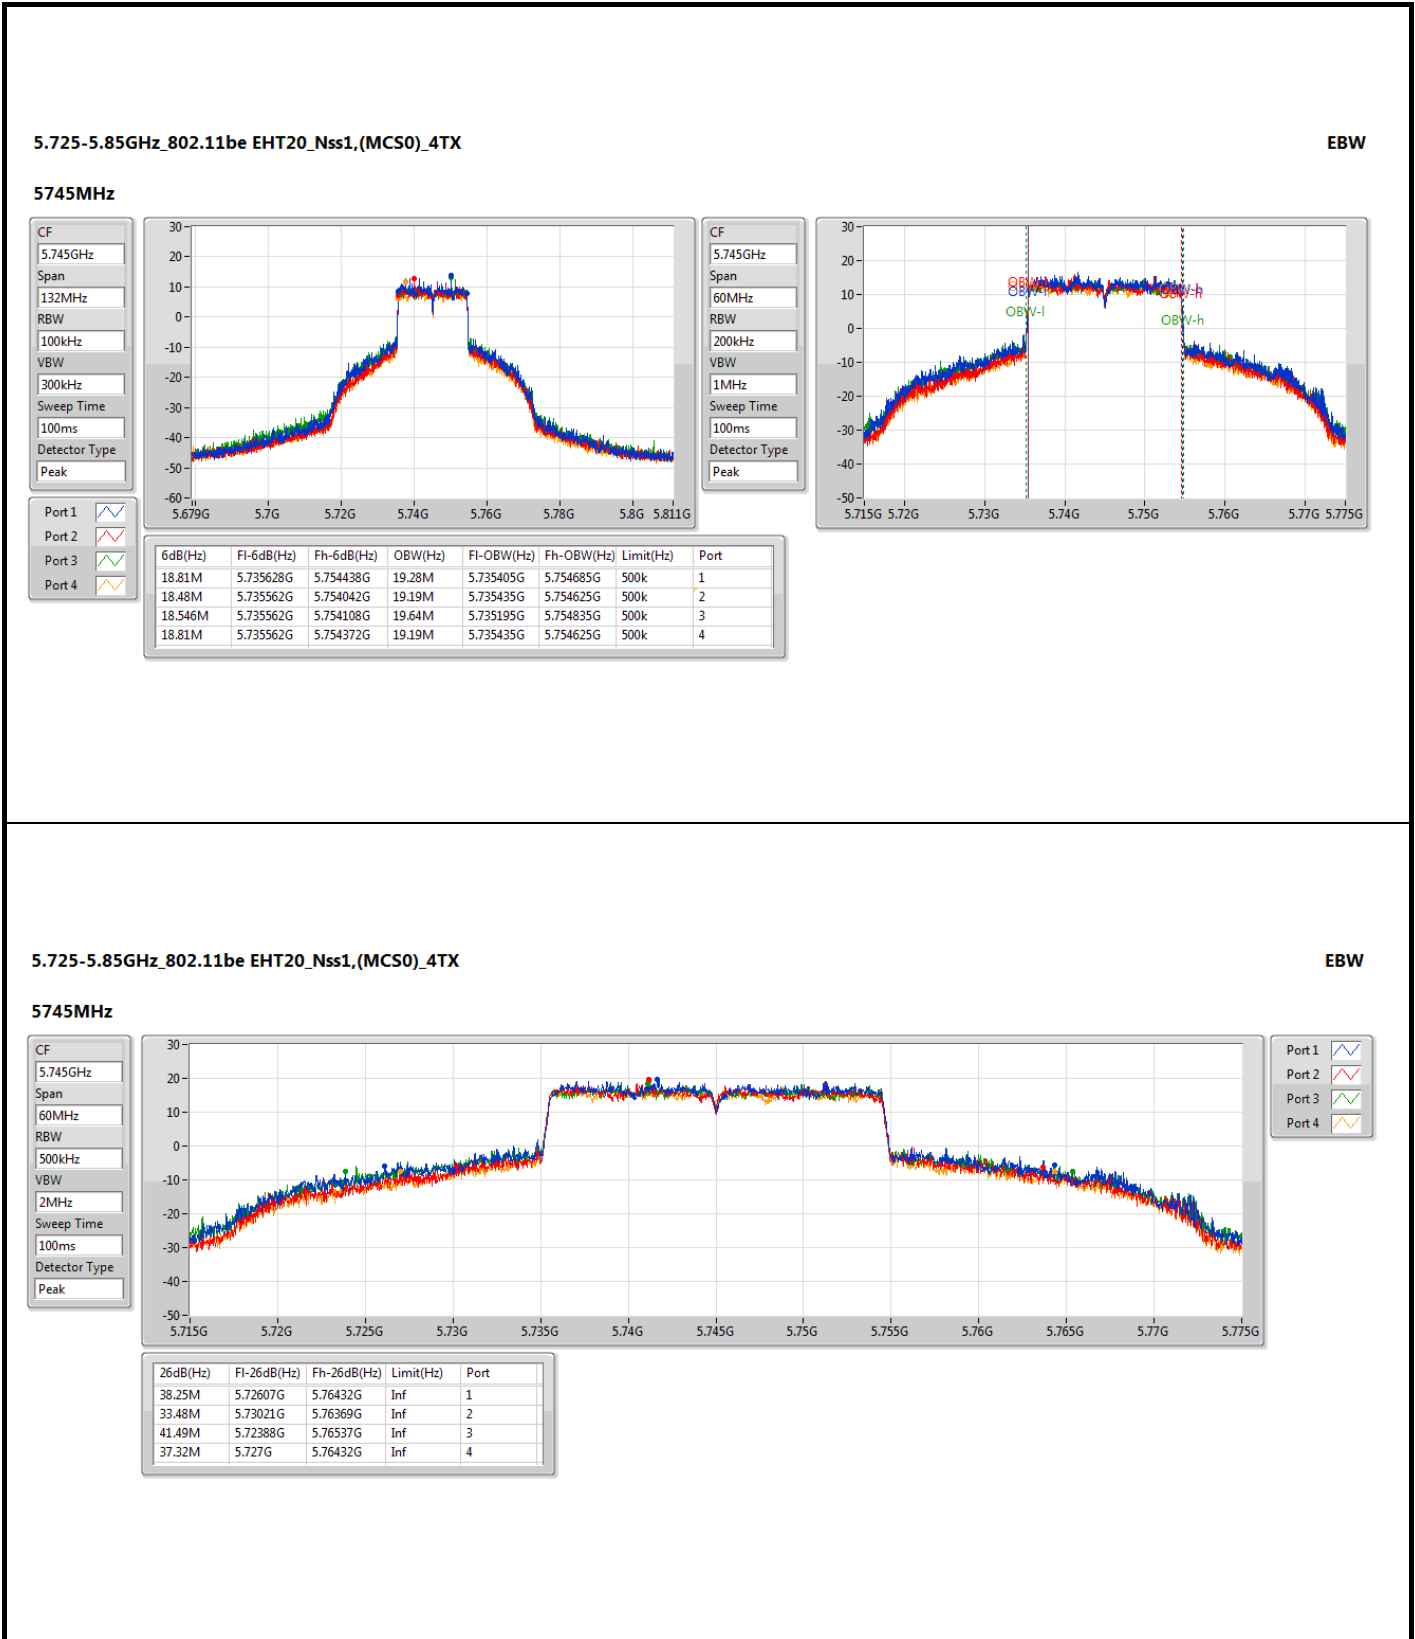 5.725-5.85GHz_802.11be EHT20_Nss1,(MCS0)_4TX EBW
5745MHz
CF
5.745GHz
Span
132MHz
RBW
100kHz
VBW
300kHz
Sweep Time
100ms
Detector Type
Peak
Port 1
Port 2
Port 3
Port 4
30
20
10
0
-10
-20
-30
-40
-50
-60
5.679G 5.7G 5.72G 5.74G 5.76G 5.78G 5.8G 5.811G
CF
5.745GHz
Span
60MHz
RBW
200kHz
VBW
1MHz
Sweep Time
100ms
Detector Type
Peak
30
20
10
0
-10
-20
-30
-40
-50
OBW-l
OBW-h
5.715G 5.72G 5.73G 5.74G 5.75G 5.76G 5.77G 5.775G
6dB(Hz) Fl-6dB(Hz) Fh-6dB(Hz) OBW(Hz) Fl-OBW(Hz) Fh-OBW(Hz) Limit(Hz) Port
18.81M 5.735628G 5.754438G 19.28M 5.735405G 5.754685G 500k 1
18.48M 5.735562G 5.754042G 19.19M 5.735435G 5.754625G 500k 2
18.546M 5.735562G 5.754108G 19.64M 5.735195G 5.754835G 500k 3
18.81M 5.735562G 5.754372G 19.19M 5.735435G 5.754625G 500k 4
5.725-5.85GHz_802.11be EHT20_Nss1,(MCS0)_4TX EBW
5745MHz
CF
5.745GHz
Span
60MHz
RBW
500kHz
VBW
2MHz
Sweep Time
100ms
Detector Type
Peak
30
20
10
0
-10
-20
-30
-40
-50
5.715G 5.72G 5.725G 5.73G 5.735G 5.74G 5.745G 5.75G 5.755G 5.76G 5.765G 5.77G 5.775G
Port 1
Port 2
Port 3
Port 4
26dB(Hz) Fl-26dB(Hz) Fh-26dB(Hz) Limit(Hz) Port
38.25M 5.72607G 5.76432G Inf 1
33.48M 5.73021G 5.76369G Inf 2
41.49M 5.72388G 5.76537G Inf 3
37.32M 5.727G 5.76432G Inf 4